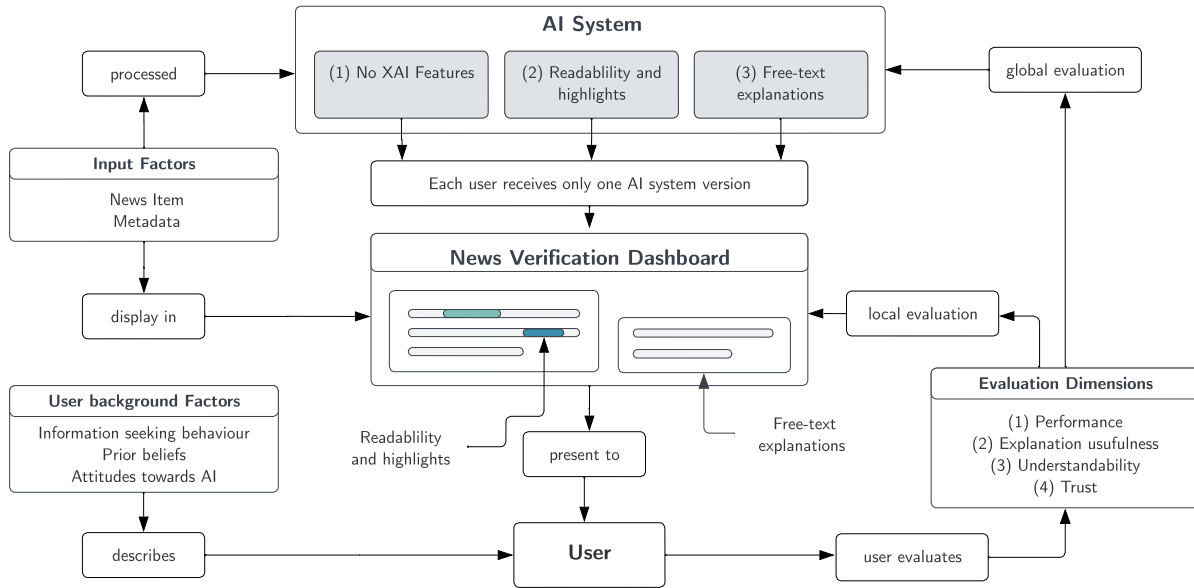 AI System
processed
(1) No XAI Features
(2) Readablility and
highlights
(3) Free-text
explanations
global evaluation
Input Factors
News Item
Metadata
Each user receives only one AI system version
News Verification Dashboard
display in
local evaluation
User background Factors
Information seeking behaviour
Prior beliefs
Attitudes towards AI
Readablility
and highlights
Free-text
explanations
present to
Evaluation Dimensions
(1) Performance
(2) Explanation usufulness
(3) Understandability
(4) Trust
describes
User
user evaluates